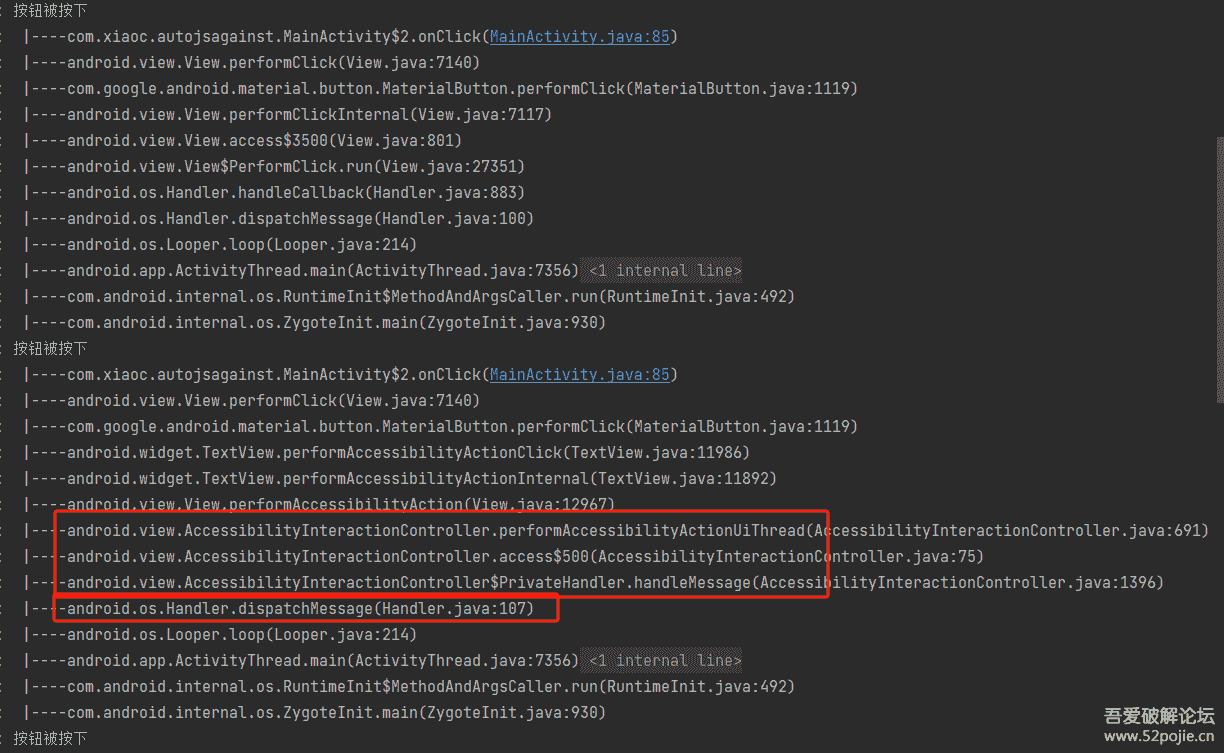 : 按钮被按下
:  |----com.xiaoc.autojsagainst.MainActivity$2.onClick(MainActivity.java:85)
:  |----android.view.View.performClick(View.java:7140)
:  |----com.google.android.material.button.MaterialButton.performClick(MaterialButton.java:1119)
:  |----android.view.View.performClickInternal(View.java:7117)
:  |----android.view.View.access$3500(View.java:801)
:  |----android.view.View$PerformClick.run(View.java:27351)
:  |----android.os.Handler.handleCallback(Handler.java:883)
:  |----android.os.Handler.dispatchMessage(Handler.java:100)
:  |----android.os.Looper.loop(Looper.java:214)
:  |----android.app.ActivityThread.main(ActivityThread.java:7356) <1 internal line>
:  |----com.android.internal.os.RuntimeInit$MethodAndArgsCaller.run(RuntimeInit.java:492)
:  |----com.android.internal.os.ZygoteInit.main(ZygoteInit.java:930)
: 按钮被按下
:  |----com.xiaoc.autojsagainst.MainActivity$2.onClick(MainActivity.java:85)
:  |----android.view.View.performClick(View.java:7140)
:  |----com.google.android.material.button.MaterialButton.performClick(MaterialButton.java:1119)
:  |----android.widget.TextView.performAccessibilityActionClick(TextView.java:11986)
:  |----android.widget.TextView.performAccessibilityActionInternal(TextView.java:11892)
:  |----android.view.View.performAccessibilityAction(View.java:12967)
:  |----android.view.AccessibilityInteractionController.performAccessibilityActionUiThread(AccessibilityInteractionController.java:691)
:  |----android.view.AccessibilityInteractionController.access$500(AccessibilityInteractionController.java:75)
:  |----android.view.AccessibilityInteractionController$PrivateHandler.handleMessage(AccessibilityInteractionController.java:1396)
:  |----android.os.Handler.dispatchMessage(Handler.java:107)
:  |----android.os.Looper.loop(Looper.java:214)
:  |----android.app.ActivityThread.main(ActivityThread.java:7356) <1 internal line>
:  |----com.android.internal.os.RuntimeInit$MethodAndArgsCaller.run(RuntimeInit.java:492)
:  |----com.android.internal.os.ZygoteInit.main(ZygoteInit.java:930)
: 按钮被按下
吾爱破解论坛
www.52pojie.cn